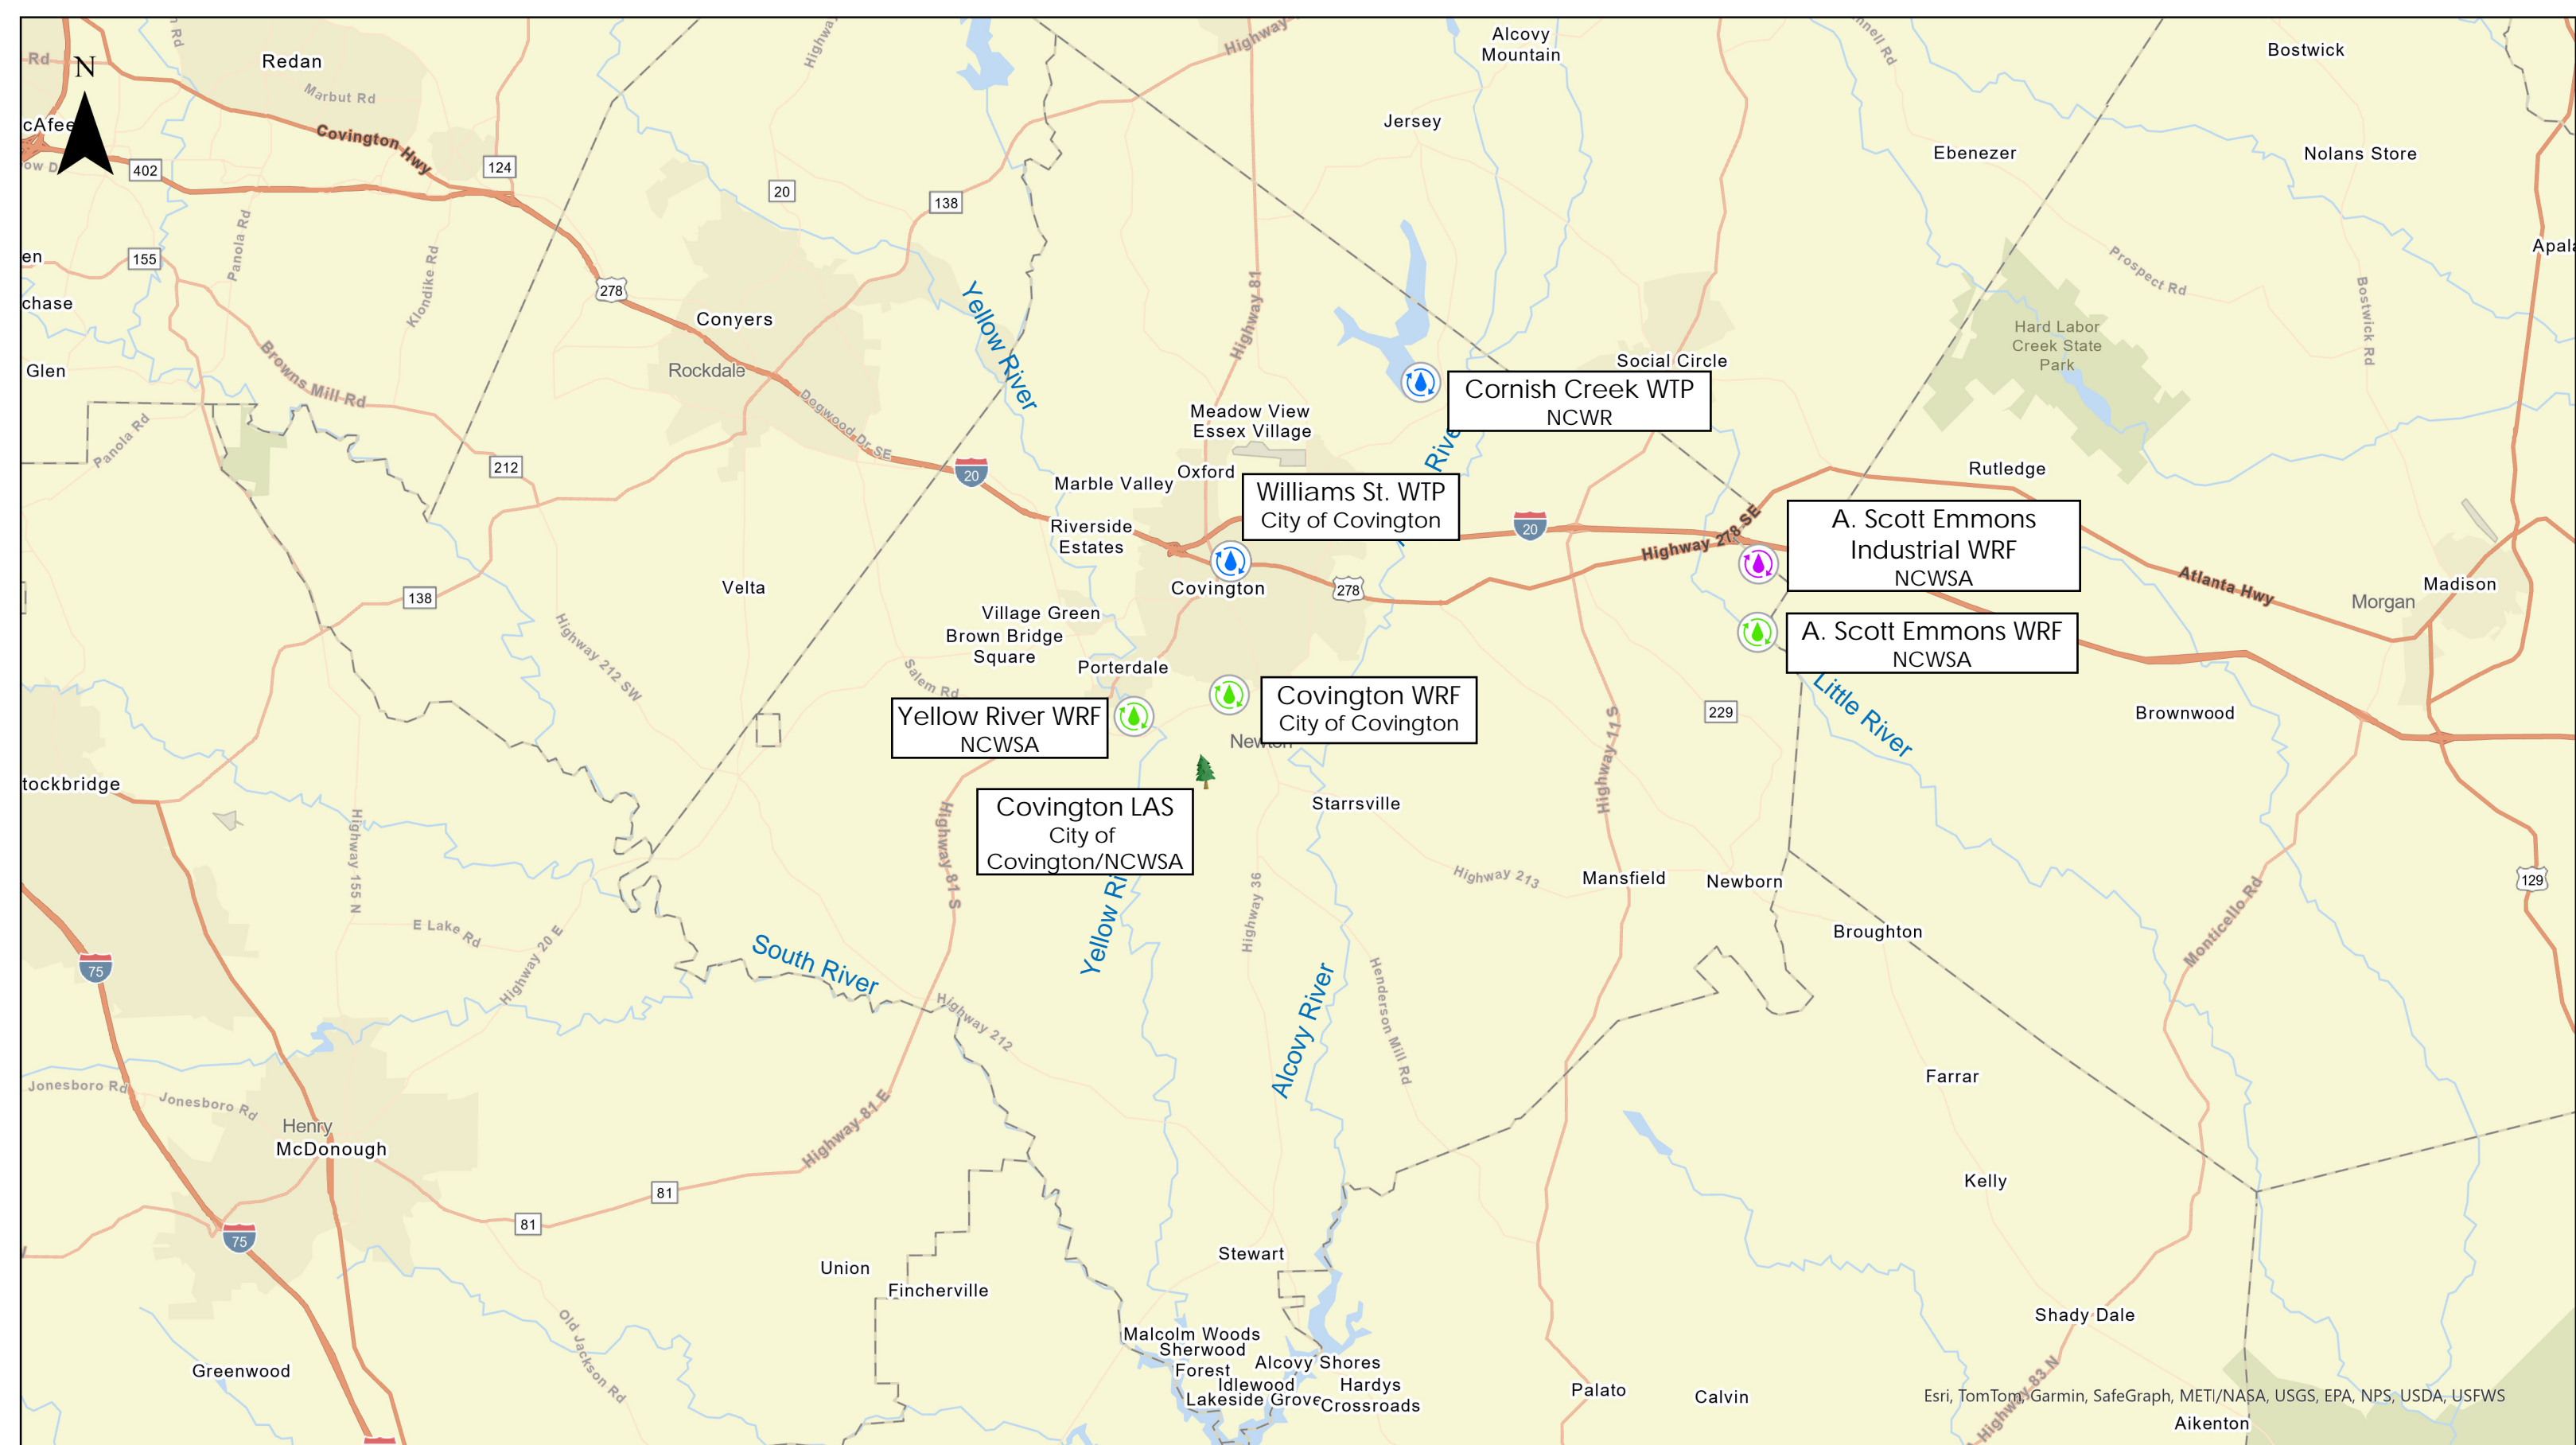 Redan
Marbut Rd
N
Rd
Covington Hwy
402
124
155
Panola Rd
Klondike Rd
20
138
Highway
Highway 81
Alcovy
Mountain
Jersey
Bostwick
Ebenezer
Nolans Store
Prospect Rd
Bostwick Rd
Hard Labor
Creek State
Park
278
Conyers
Rockdale
Yellow River
Dogwood Dr SE
Browns Mill Rd
Glen
Panola Rd
212
20
Meadow View
Essex Village
Oxford
Marble Valley
Riverside
Estates
Cornish Creek WTP
NCWR
Social Circle
Williams St. WTP
City of Covington
20
Highway 278 SE
Rutledge
A. Scott Emmons
Industrial WRF
NCWSA
A. Scott Emmons WRF
NCWSA
Atlanta Hwy
Morgan
Madison
Covington
278
138
Velta
Village Green
Brown Bridge
Square
Porterdale
Highway 212 SW
Salem Rd
Yellow River WRF
NCWSA
Covington WRF
City of Covington
Newton
Covington LAS
City of
Covington/NCWSA
Starrsville
229
Little River
Brownwood
Highway 11 S
Highway 213
Mansfield
Newborn
Broughton
129
Monticello Rd
Highway 155 N
E Lake Rd
Highway 20 E
75
Highway 81 S
South River
Highway 212
Yellow Ri
Highway 36
Alcovy River
Henderson Mill Rd
Jonesboro Rd
Jonesboro Rd
Henry
McDonough
Highway 81 E
81
81
75
Farrar
Kelly
Union
Fincherville
Stewart
Old Jackson Rd
Greenwood
Malcolm Woods
Sherwood
Forest
Alcovy Shores
Idlewood
Hardys
Lakeside Grove
Crossroads
Palato
Calvin
Shady Dale
Highway 83 N
Aikenton
Esri, TomTom, Garmin, SafeGraph, METI/NASA, USGS, EPA, NPS, USDA, USFWS